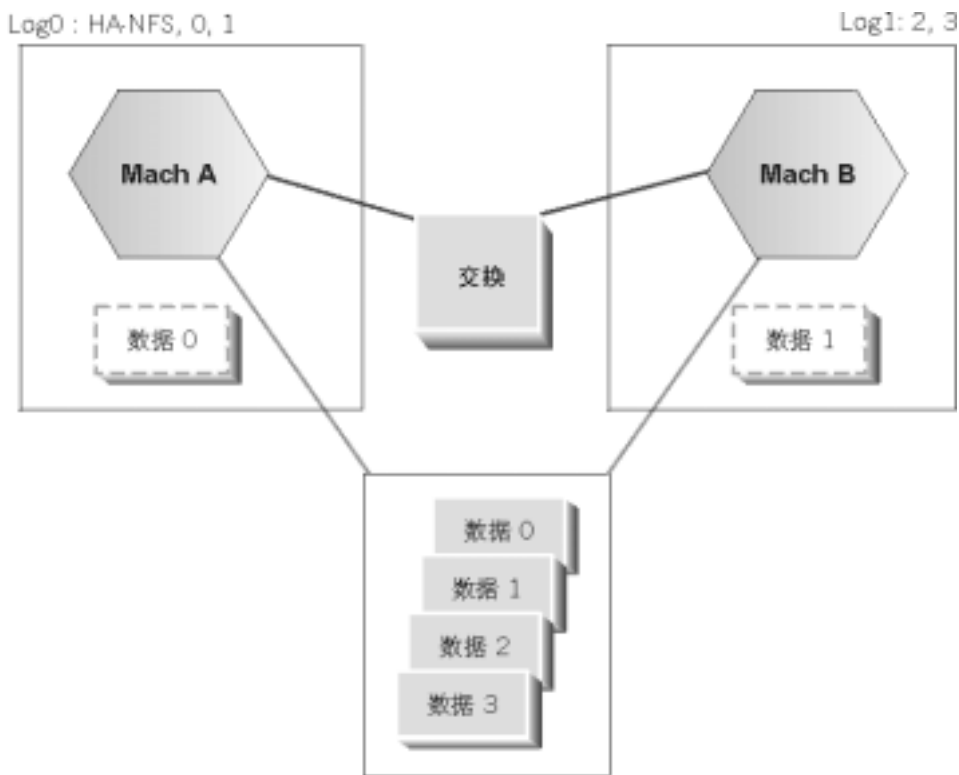 Log0 : HA-NFS, 0, 1
Log1: 2, 3
Mach A
Mach B
交换
数据 0
数据 1
数据 0
数据 1
数据 2
数据 3